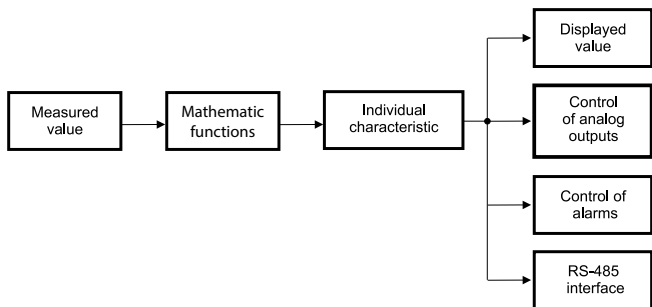 Measured
value
Mathematic
functions
Individual
characteristic
Displayed
value
Control
of analog
outputs
Control of
alarms
RS-485
interface